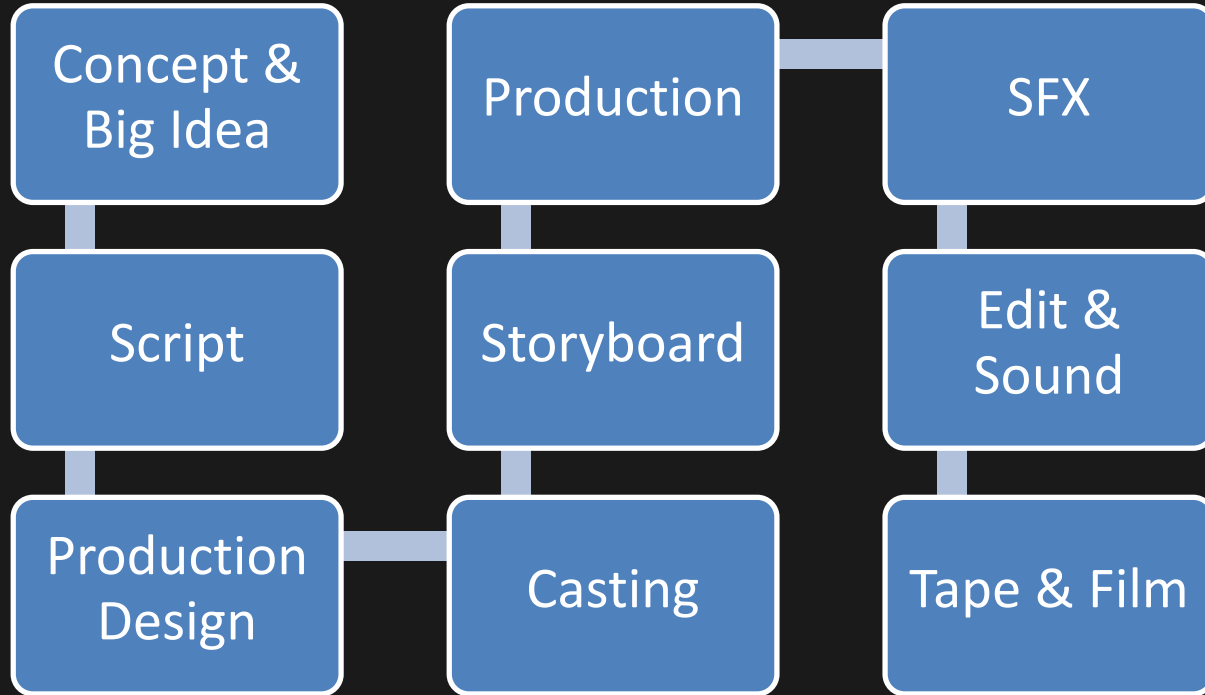 Concept &
Big Idea
Script
Production
Design
Casting
Storyboard
Production
SFX
Edit &
Sound
Tape & Film